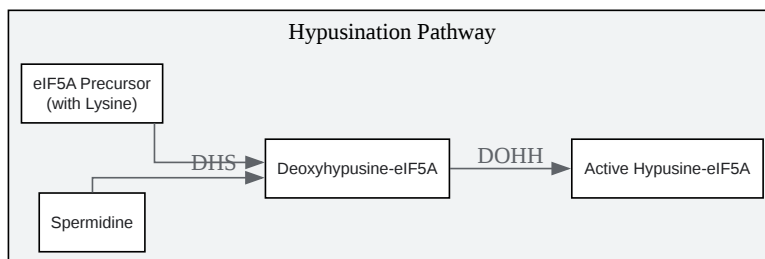 Hypusination Pathway
eIF5A Precursor
(with Lysine)
DHS
Deoxyhypusine-eIF5A
DOHH
Active Hypusine-eIF5A
Spermidine